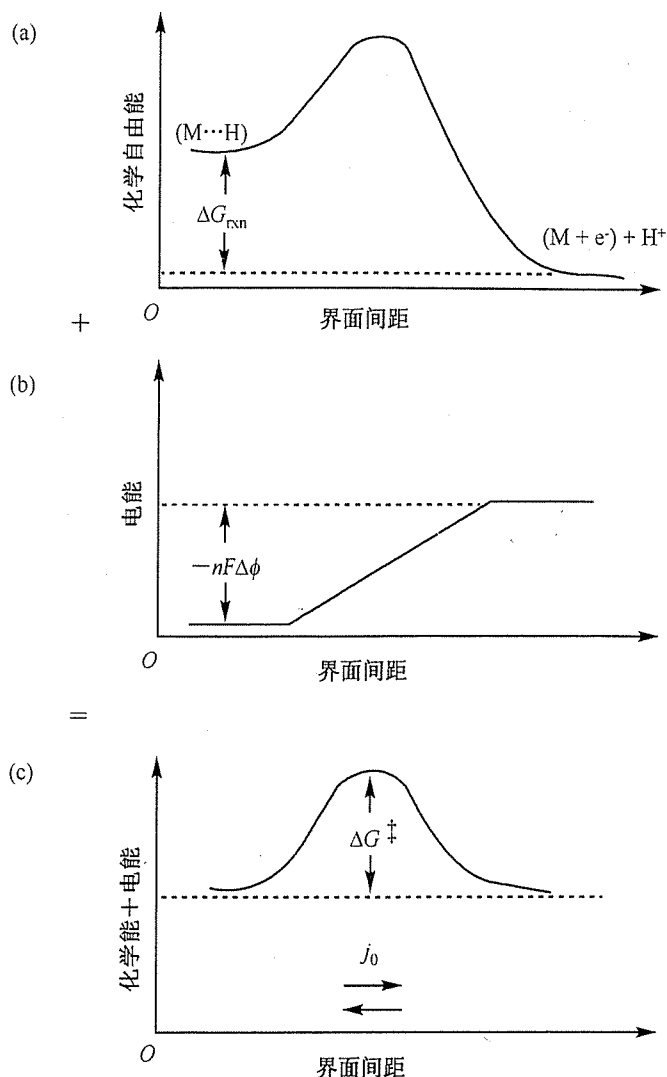 (a)
化学自由能
(M···H)
ΔG_rxn
(M + e⁻) + H⁺
O
界面间距
+
(b)
电能
−nFΔϕ
O
界面间距
=
(c)
化学能+电能
ΔG‡
j₀
O
界面间距